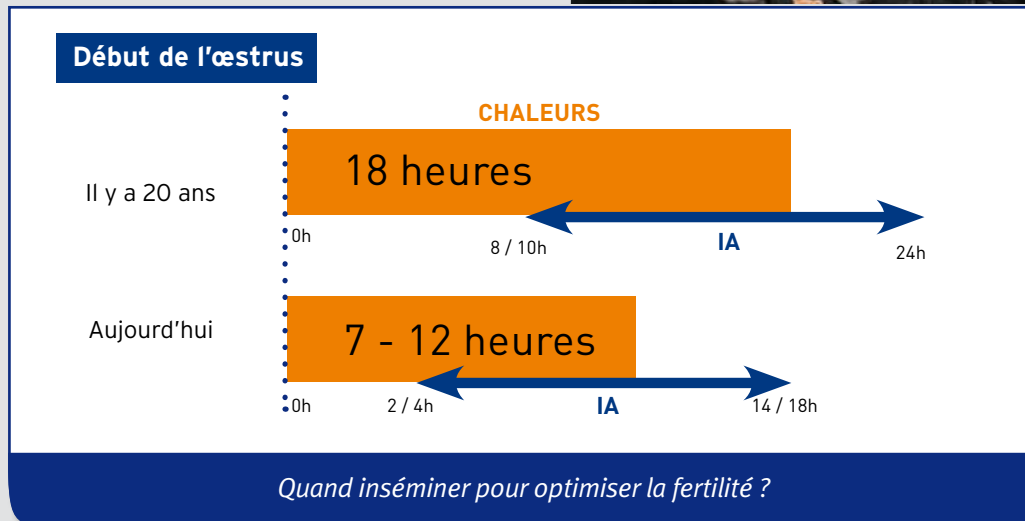 Début de l'œstrus
CHALEURS
18 heures
Il y a 20 ans
0h
8 / 10h
IA
24h
7 - 12 heures
Aujourd'hui
0h
2 / 4h
IA
14 / 18h
Quand inséminer pour optimiser la fertilité ?